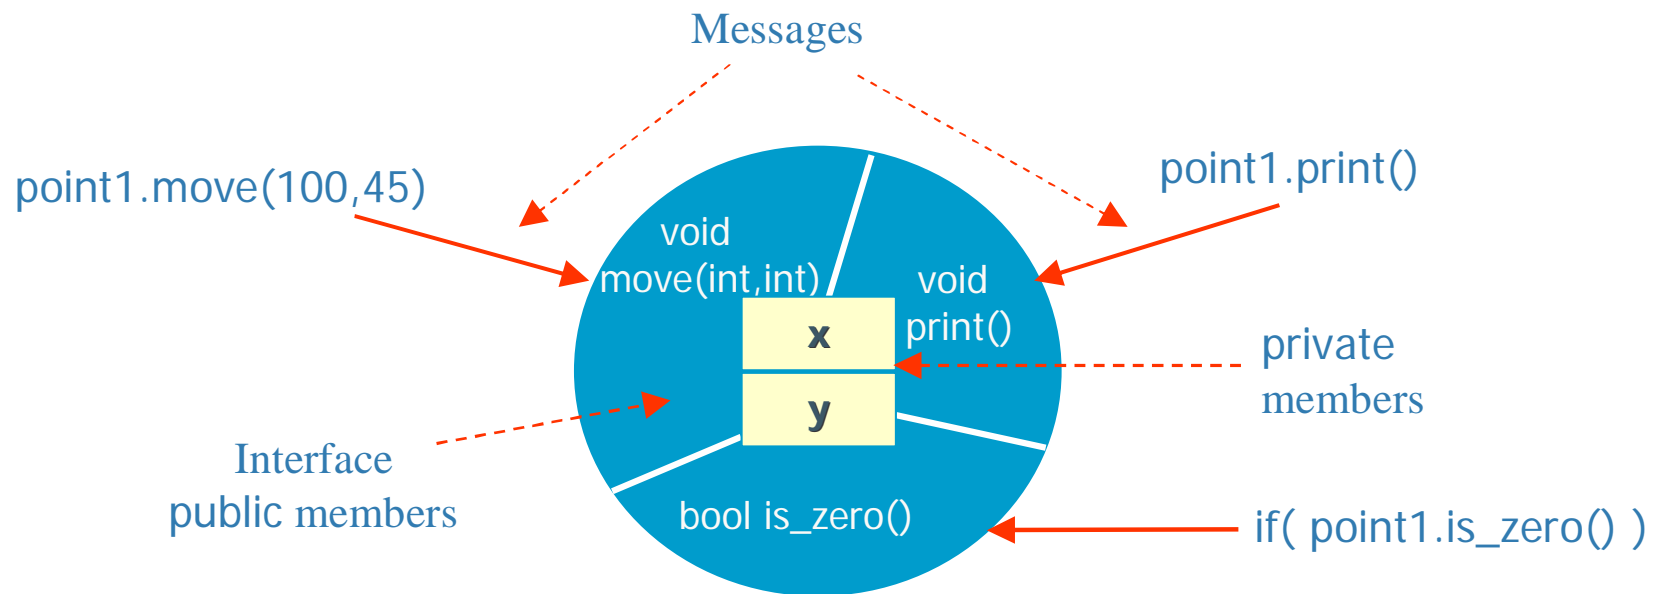 Messages
point1.move(100,45)
point1.print()
void
move(int,int)
void
print()
x
y
private
members
Interface
public members
bool is_zero()
if( point1.is_zero() )